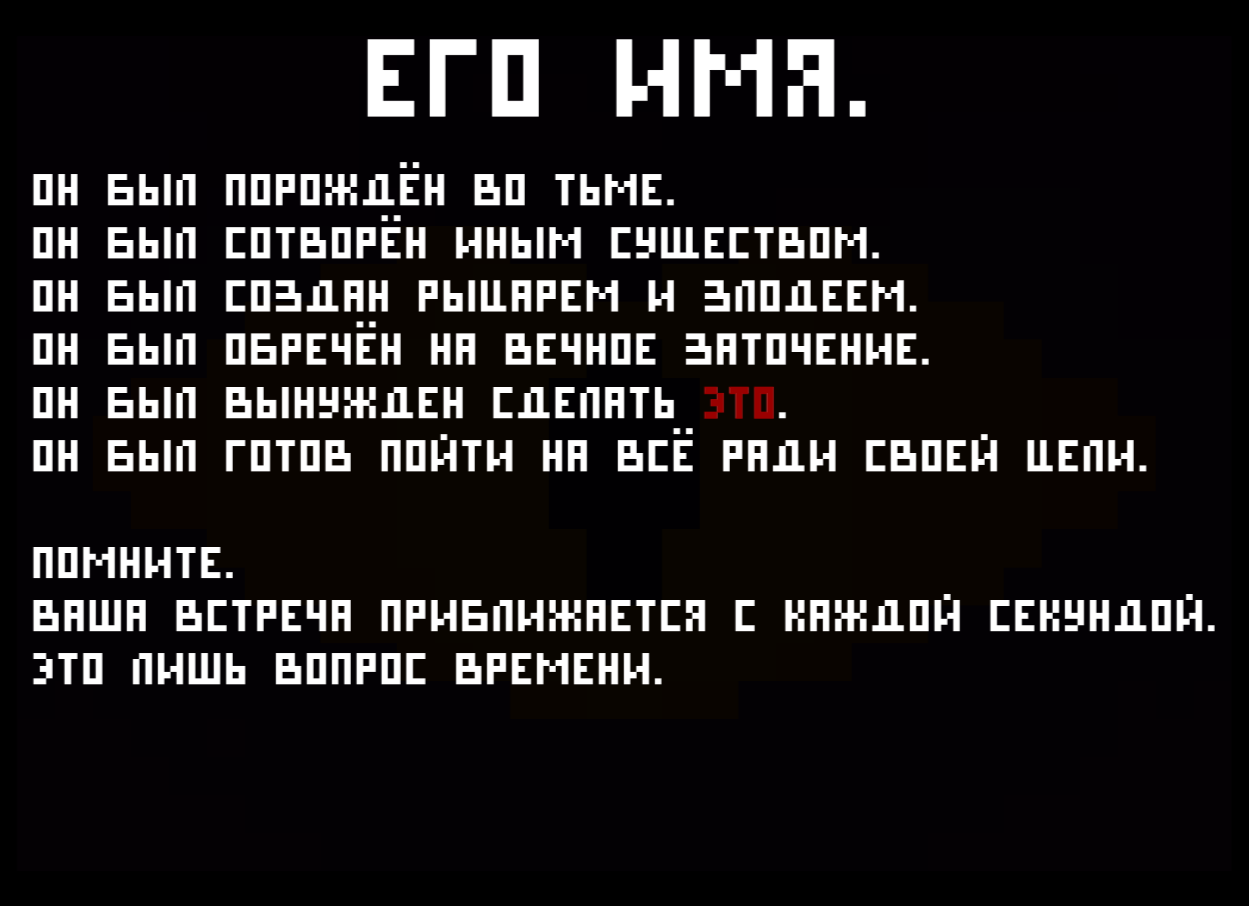 ЕГО ИМЯ.
ОН БЫЛ ПОРОЖДЁН ВО ТЬМЕ.
ОН БЫЛ СОТВОРЁН ИНЫМ СУЩЕСТВОМ.
ОН БЫЛ СОЗДАН РЫЦАРЕМ И ЗЛОДЕЕМ.
ОН БЫЛ ОБРЕЧЁН НА ВЕЧНОЕ ЗАТОЧЕНИЕ.
ОН БЫЛ ВЫНУЖДЕН СДЕЛАТЬ ЭТО.
ОН БЫЛ ГОТОВ ПОЙТИ НА ВСЁ РАДИ СВОЕЙ ЦЕЛИ.
ПОМНИТЕ.
ВАША ВСТРЕЧА ПРИБЛИЖАЕТСЯ С КАЖДОЙ СЕКУНДОЙ.
ЭТО ЛИШЬ ВОПРОС ВРЕМЕНИ.